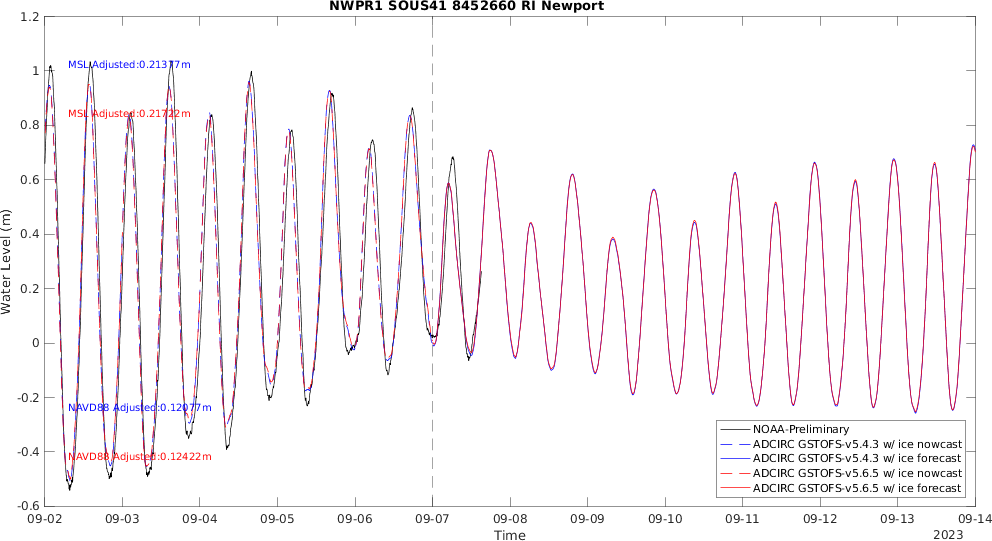 NWPR1 SOUS41 8452660 RI Newport
Water Level (m)
1.2
1
0.8
0.6
0.4
0.2
0
-0.2
-0.4
-0.6
MSL Adjusted:0.21377m
MSL Adjusted:0.21722m
NAVD88 Adjusted:0.12077m
NAVD88 Adjusted:0.12422m
NOAA-Preliminary
ADCIRC GSTOFS-v5.4.3 w/ ice nowcast
ADCIRC GSTOFS-v5.4.3 w/ ice forecast
ADCIRC GSTOFS-v5.6.5 w/ ice nowcast
ADCIRC GSTOFS-v5.6.5 w/ ice forecast
09-02 09-03 09-04 09-05 09-06 09-07 09-08 09-09 09-10 09-11 09-12 09-13 09-14
Time
2023